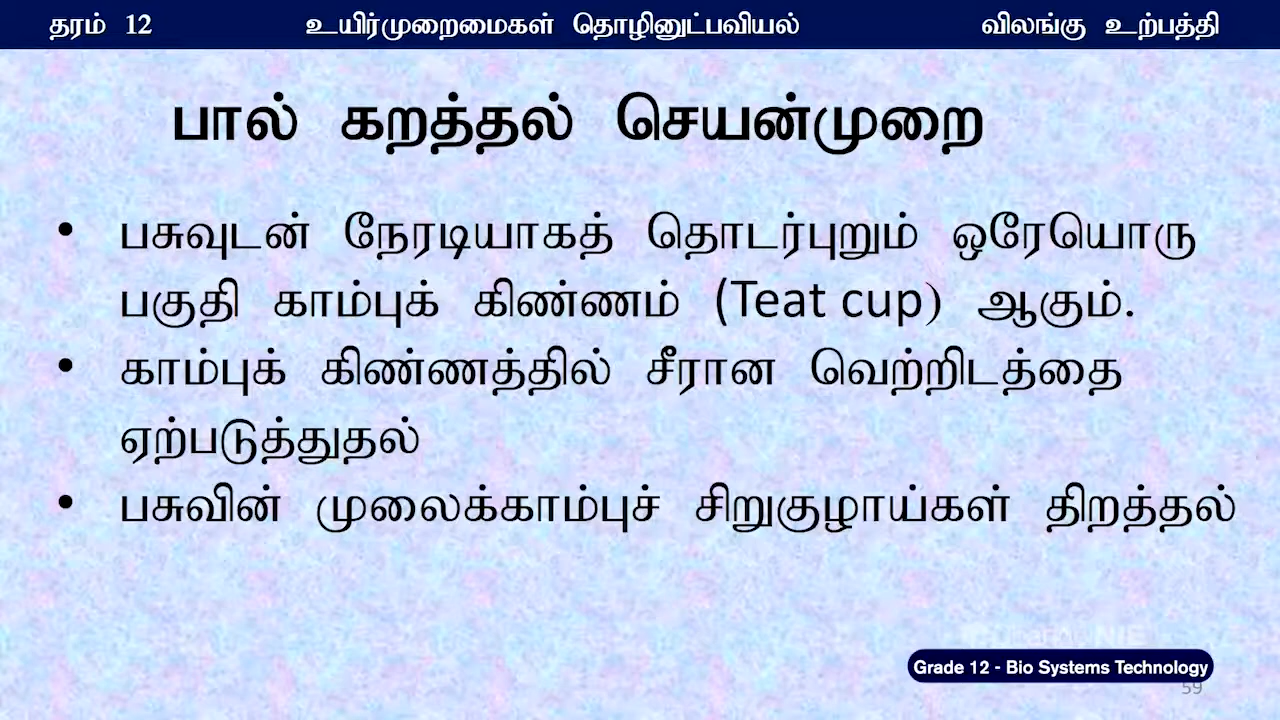 தரம் 12 உயிர்முறைமைகள் தொழினுட்பவியல் விலங்கு உற்பத்தி
பால் கறத்தல் செயன்முறை
• பசுவுடன் நேரடியாகத் தொடர்புறும் ஒரேயொரு
பகுதி காம்புக் கிண்ணம் (Teat cup) ஆகும்.
• காம்புக் கிண்ணத்தில் சீரான வெற்றிடத்தை
ஏற்படுத்துதல்
• பசுவின் முலைக்காம்புச் சிறுகுழாய்கள் திறத்தல்
NIE
Grade 12 - Bio Systems Technology
59